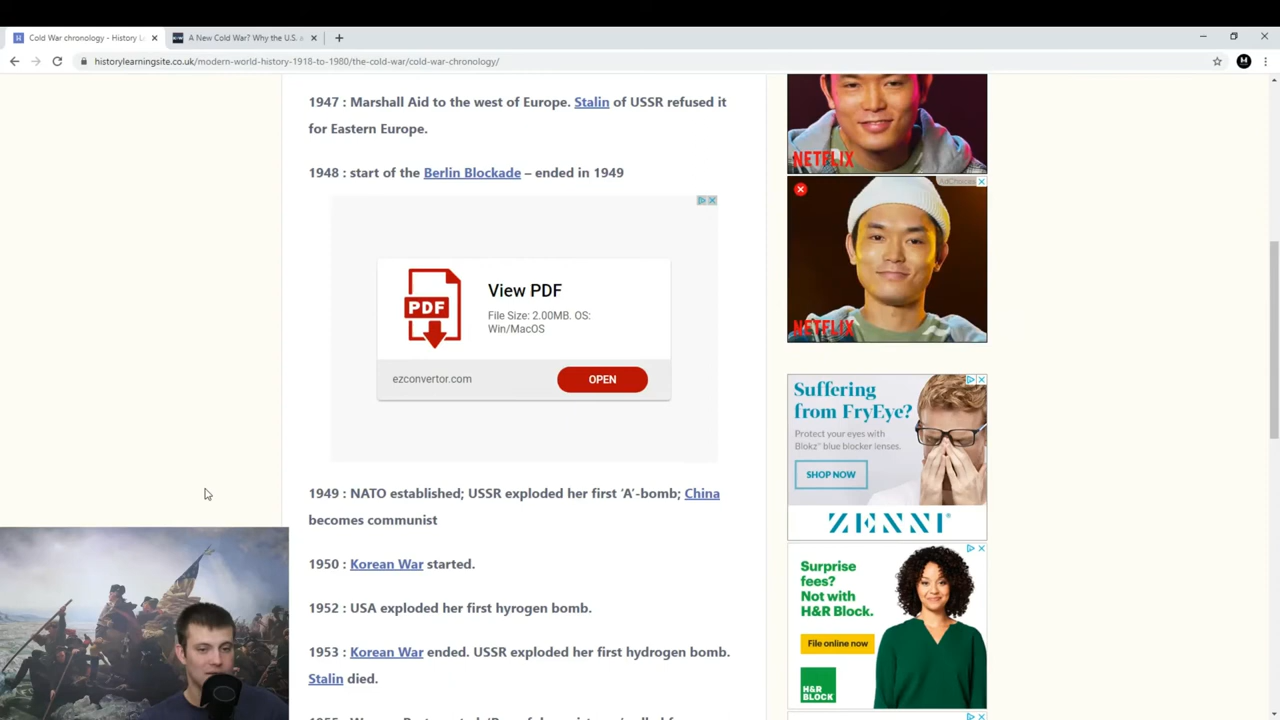 Cold War chronology - History Le
A New Cold War? Why the U.S. a
historylearningsite.co.uk/modern-world-history-1918-to-1980/the-cold-war/cold-war-chronology/
1947 : Marshall Aid to the west of Europe. Stalin of USSR refused it
for Eastern Europe.
1948 : start of the Berlin Blockade – ended in 1949
View PDF
PDF
File Size: 2.00MB. OS:
Win/MacOS
ezconvertor.com
OPEN
1949 : NATO established; USSR exploded her first ‘A’-bomb; China
becomes communist
1950 : Korean War started.
1952 : USA exploded her first hyrogen bomb.
1953 : Korean War ended. USSR exploded her first hydrogen bomb.
Stalin died.
NETFLIX
AdChoices
NETFLIX
Suffering
from FryEye?
Protect your eyes with
Blokz™ blue blocker lenses.
SHOP NOW
ZENNI
Surprise
fees?
Not with
H&R Block.
File online now
H&R
BLOCK